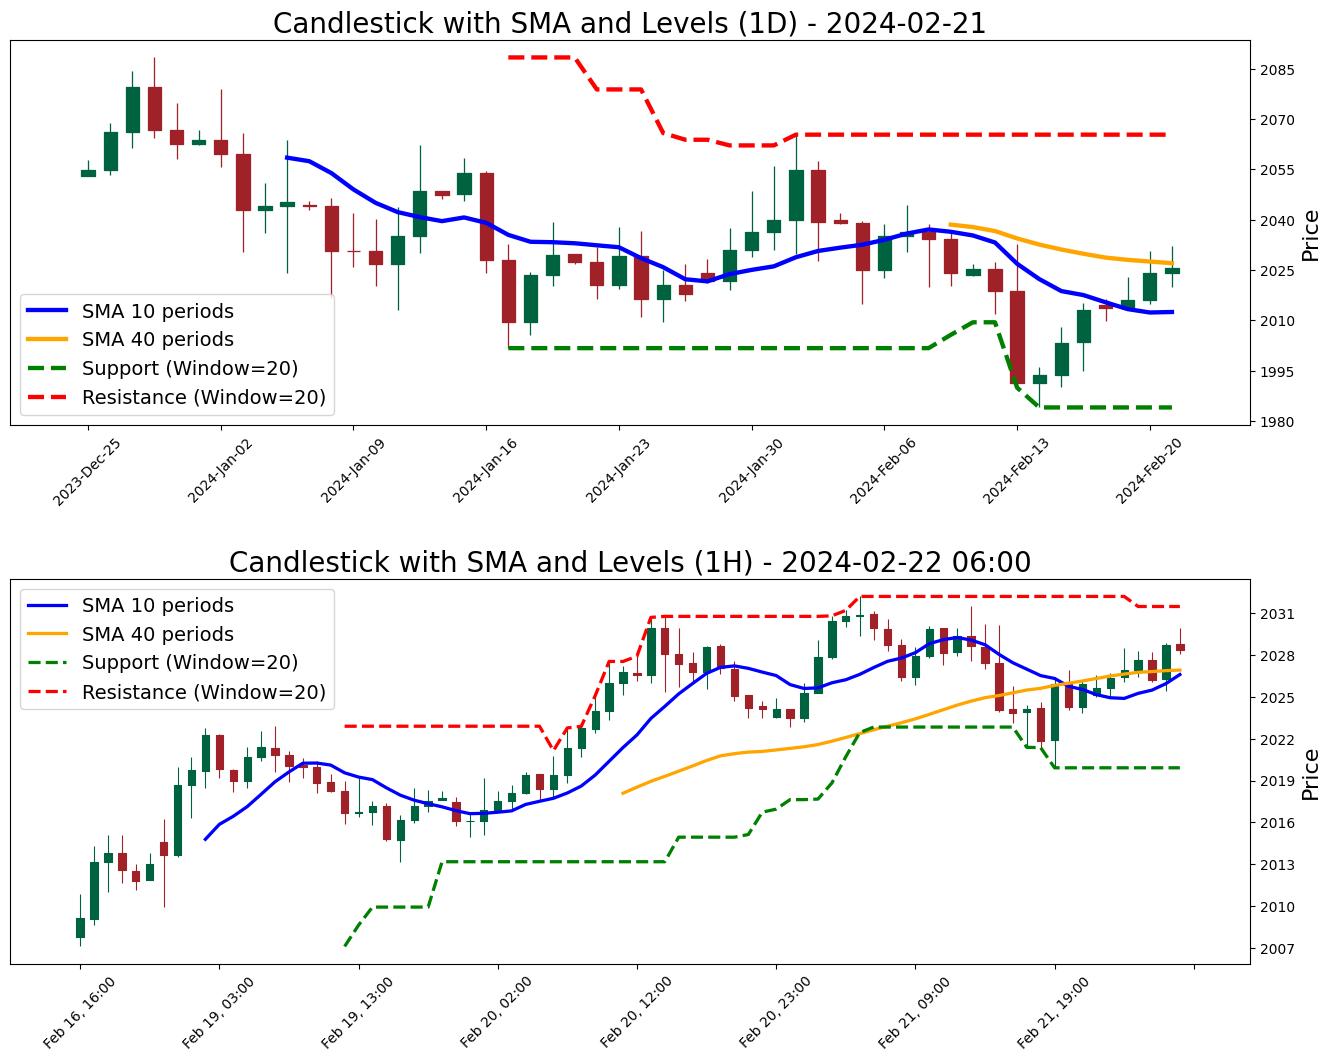 Candlestick with SMA and Levels (1D) - 2024-02-21
2085
2070
2055
2040
2025
2010
1995
1980
Price
SMA 10 periods
SMA 40 periods
Support (Window=20)
Resistance (Window=20)
2023-Dec-25
2024-Jan-02
2024-Jan-09
2024-Jan-16
2024-Jan-23
2024-Jan-30
2024-Feb-06
2024-Feb-13
2024-Feb-20
Candlestick with SMA and Levels (1H) - 2024-02-22 06:00
SMA 10 periods
SMA 40 periods
Support (Window=20)
Resistance (Window=20)
2031
2028
2025
2022
2019
2016
2013
2010
2007
Price
Feb 16, 16:00
Feb 19, 03:00
Feb 19, 13:00
Feb 20, 02:00
Feb 20, 12:00
Feb 20, 23:00
Feb 21, 09:00
Feb 21, 19:00